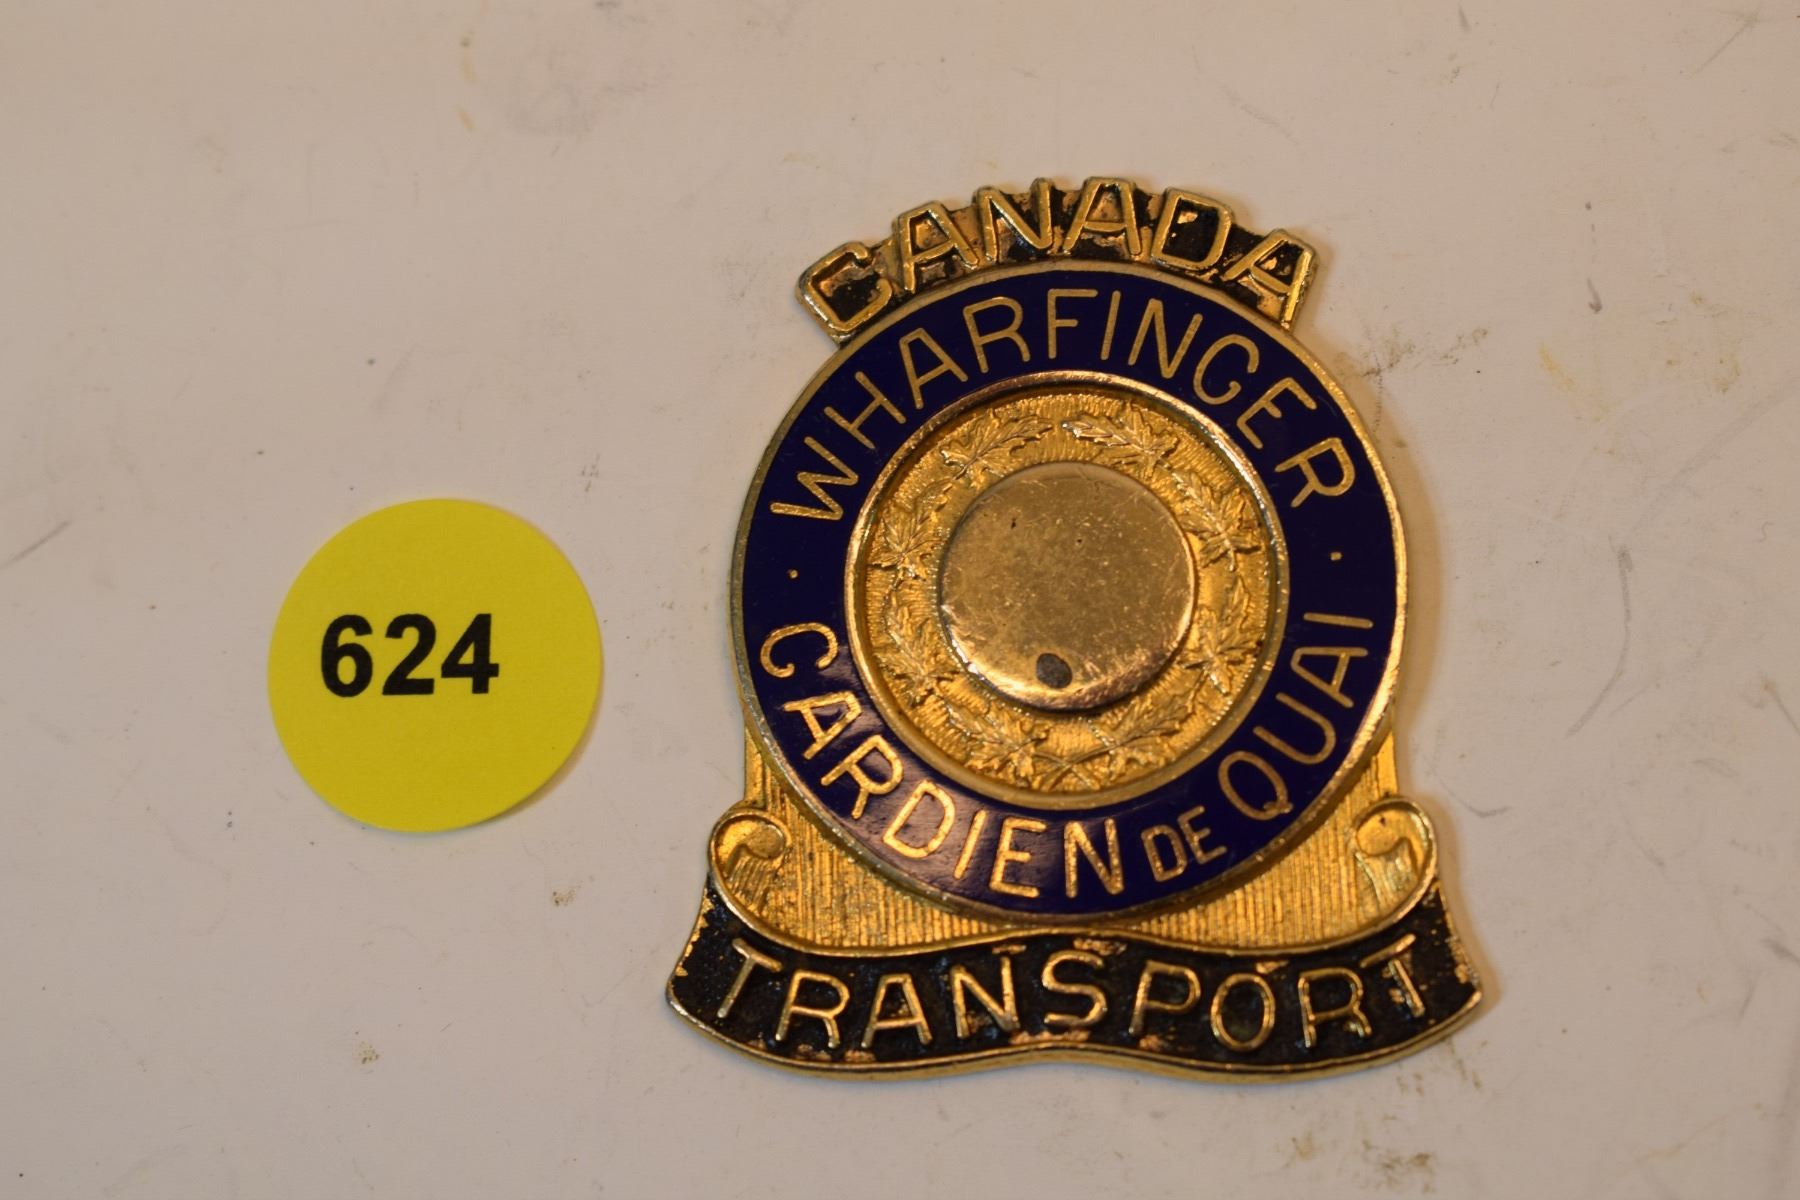 CANADA
WHARFINGER
· GARDIEN DE QUAI ·
TRANSPORT
624